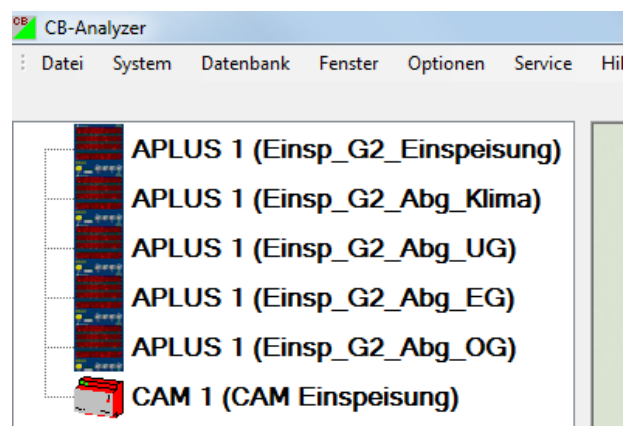 CB CB-Analyzer
Datei System Datenbank Fenster Optionen Service
APLUS 1 (Einsp_G2_Einspeisung)
APLUS 1 (Einsp_G2_Abg_Klima)
APLUS 1 (Einsp_G2_Abg_UG)
APLUS 1 (Einsp_G2_Abg_EG)
APLUS 1 (Einsp_G2_Abg_OG)
CAM 1 (CAM Einspeisung)